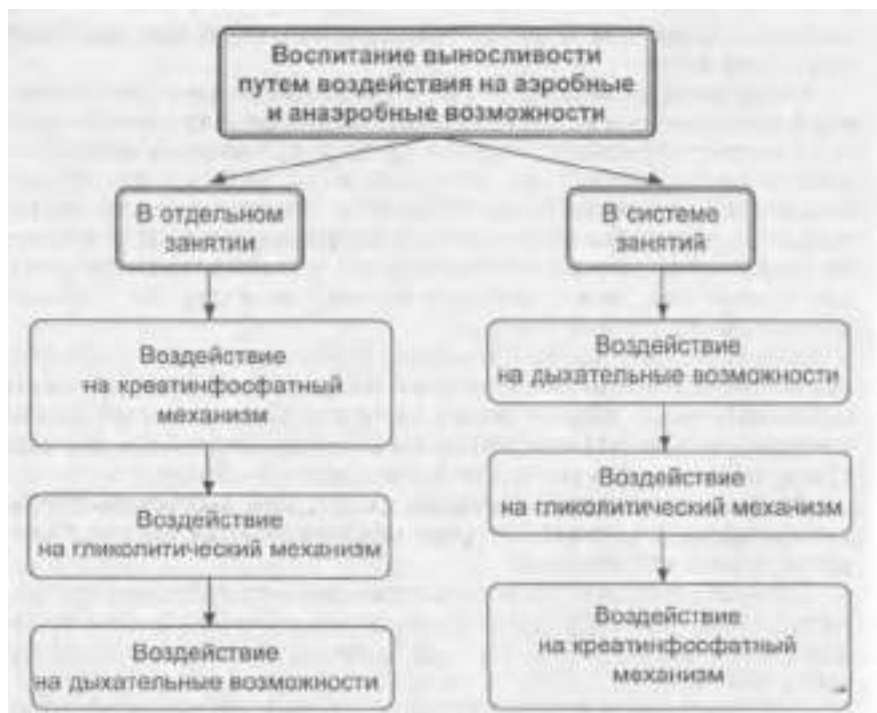 Воспитание выносливости
путем воздействия на аэробные
и анаэробные возможности
В отдельном
занятии
В системе
занятий
Воздействие
на креатинфосфатный
механизм
Воздействие
на гликолитический механизм
Воздействие
на дыхательные возможности
Воздействие
на дыхательные возможности
Воздействие
на гликолитический механизм
Воздействие
на креатинфосфатный
механизм